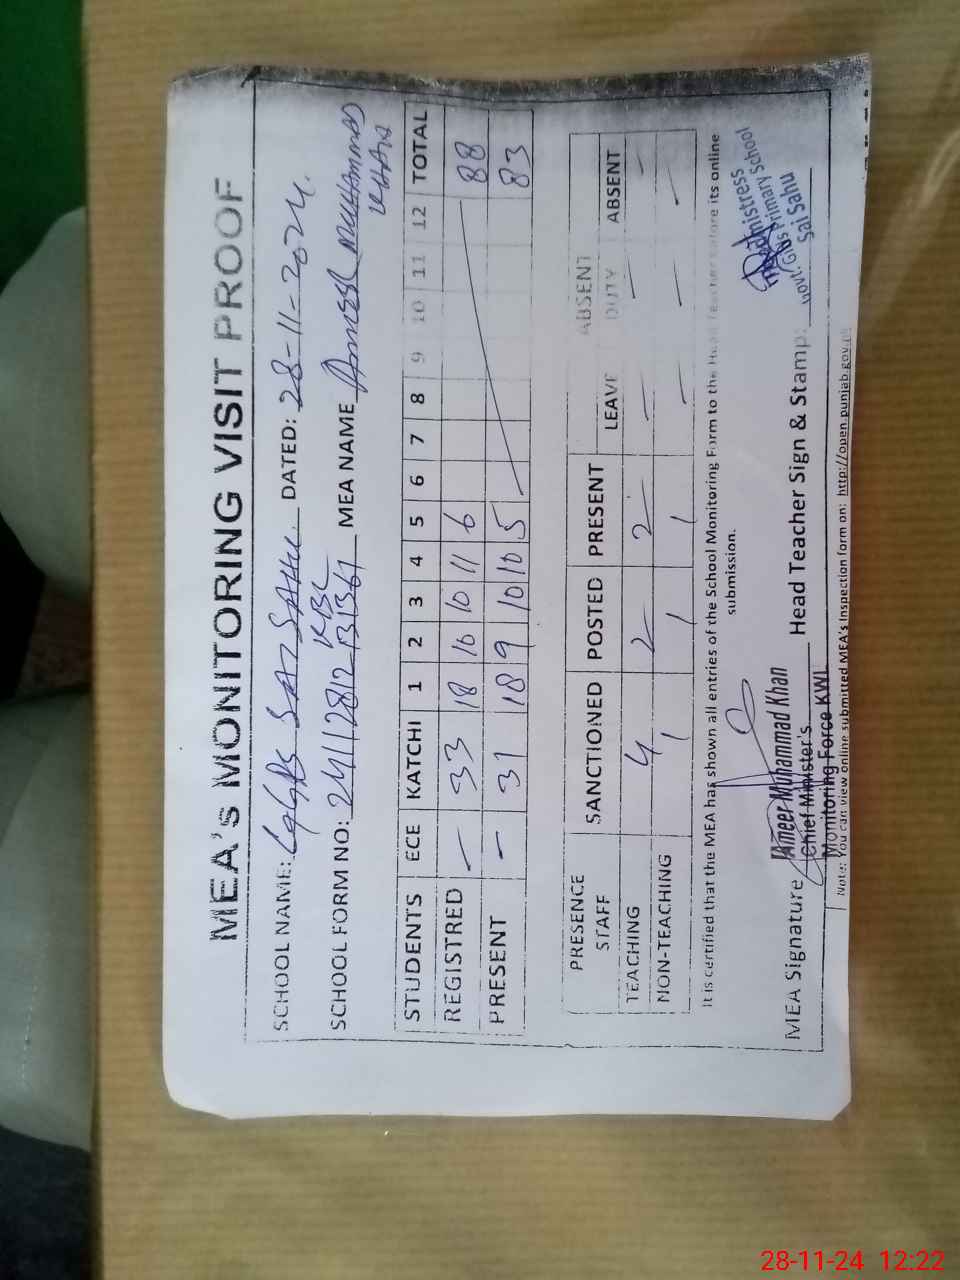 MEA's MONITORING VISIT PROOF
SCHOOL NAME: GGPS SAI SAHU. DATED: 28-11-2024.
KBC
SCHOOL FORM NO: MEA NAME AMEER MUHAMMAD
KHAN
STUDENTS ECE KATCHI 1 2 3 4 5 6 7 8 9 10 11 12 TOTAL
REGISTRED — 33 18 10 10 11 6 88
PRESENT — 31 18 9 10 10 5 83
PRESENCE STAFF SANCTIONED POSTED PRESENT ABSENT
LEAVE DUTY ABSENT
TEACHING 4 2 2 — — —
NON-TEACHING 1 1 1 — — —
It is certified that the MEA has shown all entries of the School Monitoring Form to the Head Teacher before its online
submission.
MEA Signature Head Teacher Sign & Stamp:
Ameer Muhammad Khan
Chief Minister's
Monitoring Force KWL
Headmistress
Govt: Girls Primary School
Sai Sahu
Note: You can view online submitted MEA's Inspection form on: http://open.punjab.gov.pk
28-11-24 12:22